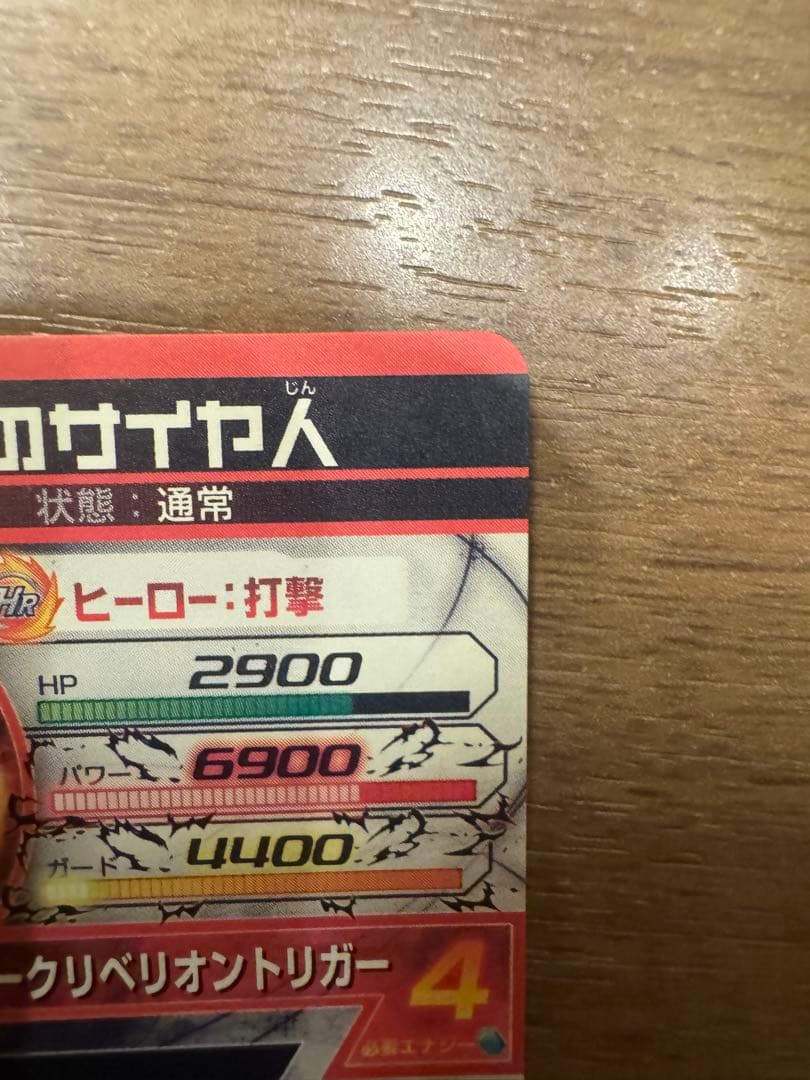 のサイヤ人
じん
状態：通常
HR
ヒーロー：打撃
HP 2900
パワー 6900
ガード 4400
ークリベリオントリガー 4
必要エナジー